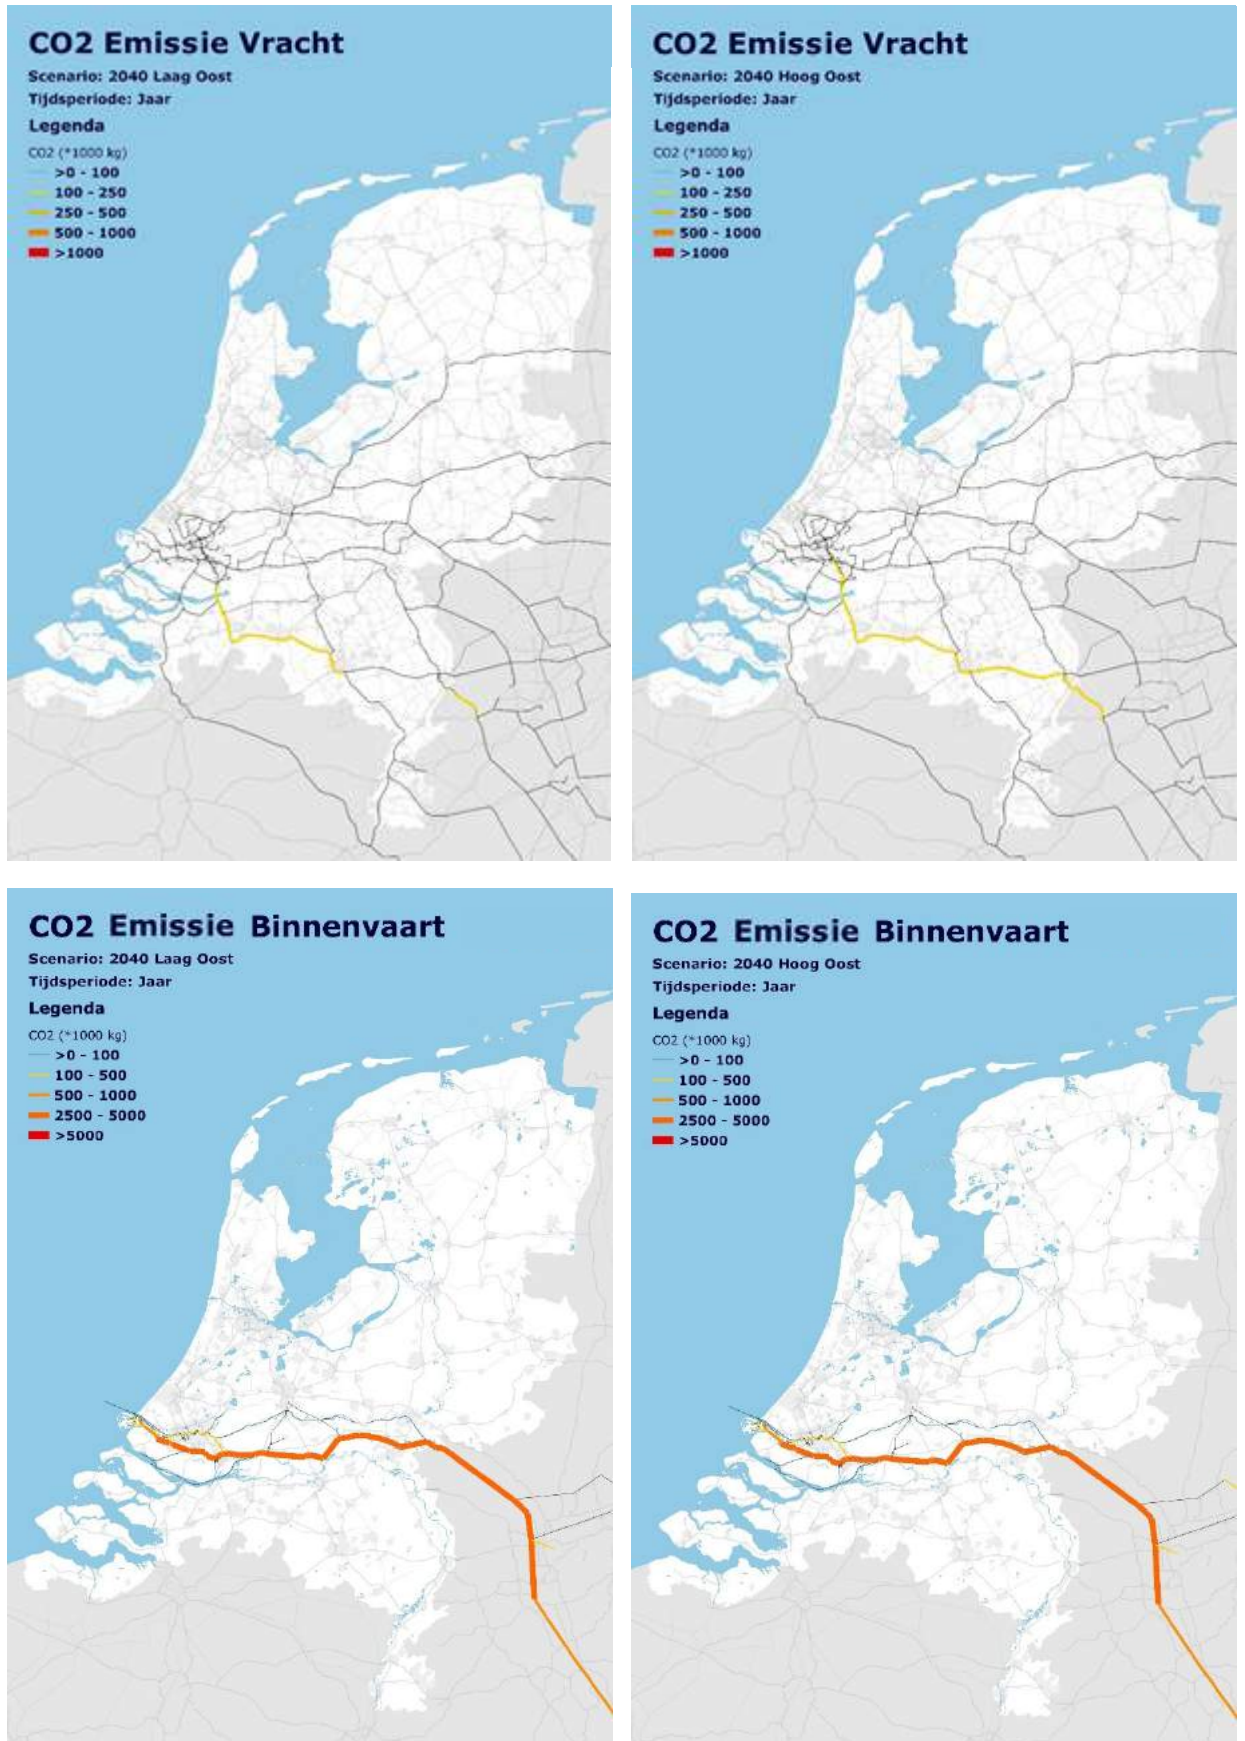 CO2 Emissie Vracht
Scenario: 2040 Laag Oost
Tijdsperiode: Jaar
Legenda
CO2 (*1000 kg)
>0 - 100
100 - 250
250 - 500
500 - 1000
>1000
CO2 Emissie Vracht
Scenario: 2040 Hoog Oost
Tijdsperiode: Jaar
Legenda
CO2 (*1000 kg)
>0 - 100
100 - 250
250 - 500
500 - 1000
>1000
CO2 Emissie Binnenvaart
Scenario: 2040 Laag Oost
Tijdsperiode: Jaar
Legenda
CO2 (*1000 kg)
>0 - 100
100 - 500
500 - 1000
2500 - 5000
>5000
CO2 Emissie Binnenvaart
Scenario: 2040 Hoog Oost
Tijdsperiode: Jaar
Legenda
CO2 (*1000 kg)
>0 - 100
100 - 500
500 - 1000
2500 - 5000
>5000